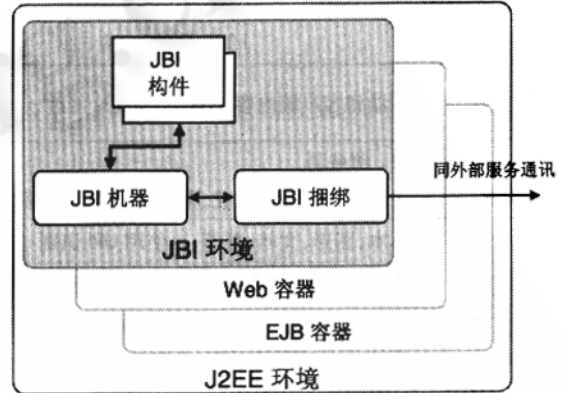 JBI
构件
同外部服务通讯
JBI 机器
JBI 捆绑
JBI 环境
Web 容器
EJB 容器
J2EE 环境